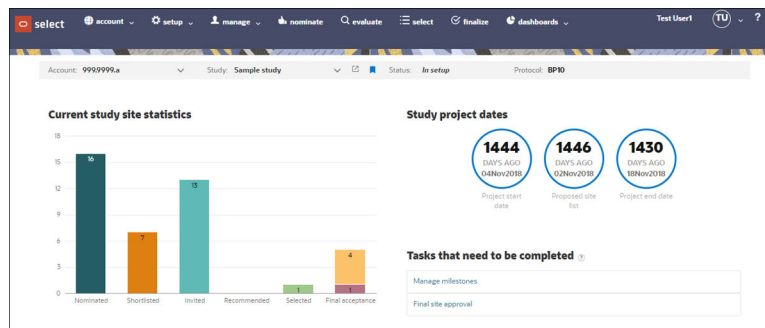 select account setup manage nominate evaluate select finalize dashboards Test User1 TU ?
Account: 999.9999.a Study: Sample study Status: In setup Protocol: BP10
Current study site statistics
18
15
12
9
6
3
0
16
7
13
1
4
1
Nominated Shortlisted Invited Recommended Selected Final acceptance
Study project dates
1444
DAYS AGO
04Nov2018
Project start
date
1446
DAYS AGO
02Nov2018
Proposed site
list
1430
DAYS AGO
18Nov2018
Project end date
Tasks that need to be completed ?
Manage milestones
Final site approval